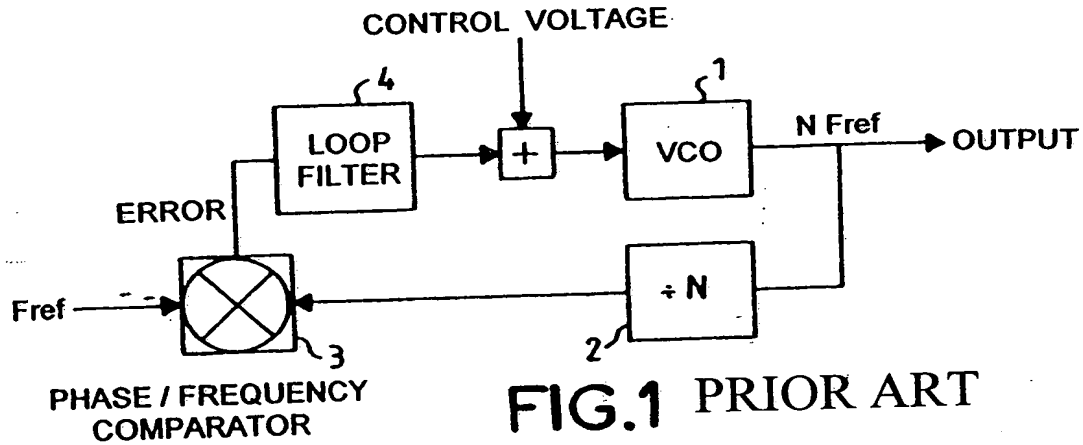 CONTROL VOLTAGE
4
1
LOOP
FILTER
+
VCO
N Fref
OUTPUT
ERROR
Fref
÷ N
2
3
PHASE / FREQUENCY
COMPARATOR
FIG.1 PRIOR ART